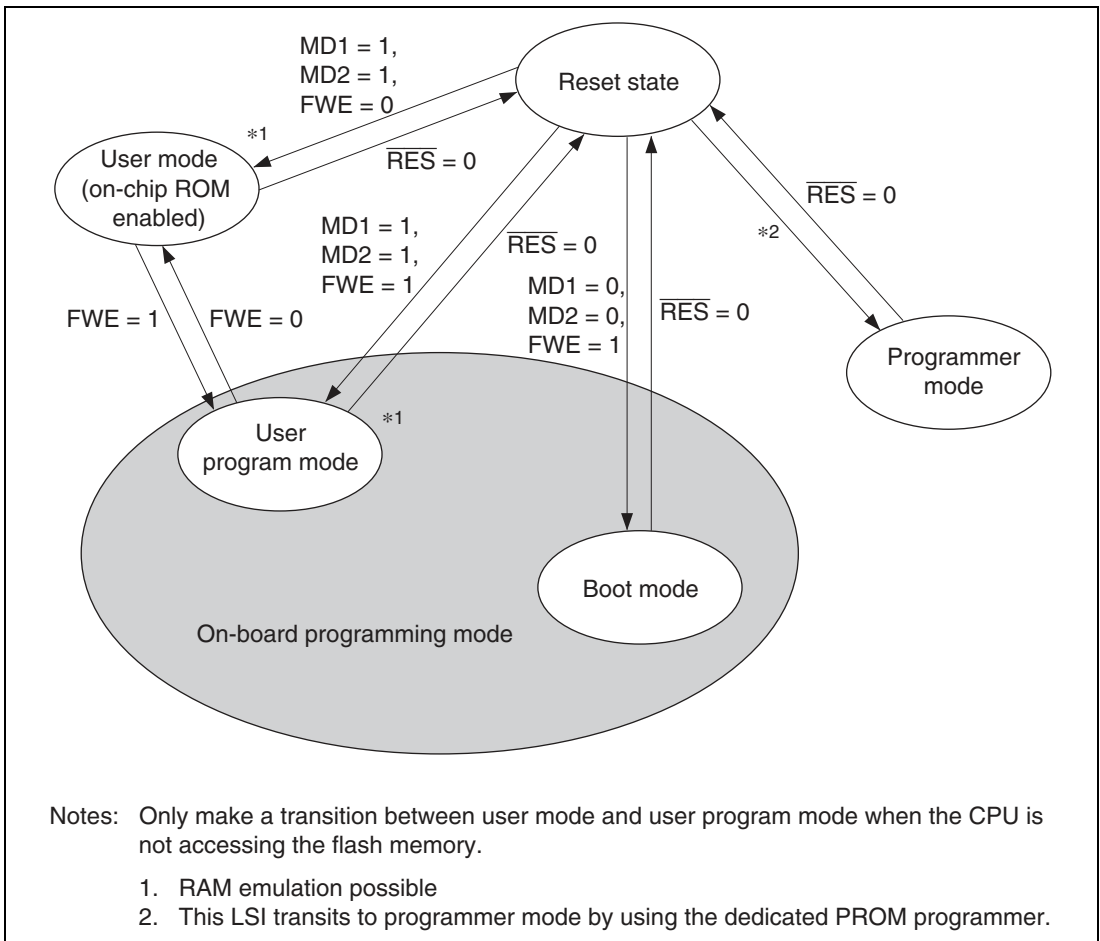 MD1 = 1,
MD2 = 1,
FWE = 0
Reset state
*1
User mode
(on-chip ROM
enabled)
RES = 0
RES = 0
*2
MD1 = 1,
MD2 = 1,
FWE = 1
RES = 0
MD1 = 0,
MD2 = 0,
FWE = 1
RES = 0
FWE = 1
FWE = 0
Programmer
mode
*1
User
program mode
Boot mode
On-board programming mode
Notes: Only make a transition between user mode and user program mode when the CPU is
not accessing the flash memory.
1. RAM emulation possible
2. This LSI transits to programmer mode by using the dedicated PROM programmer.